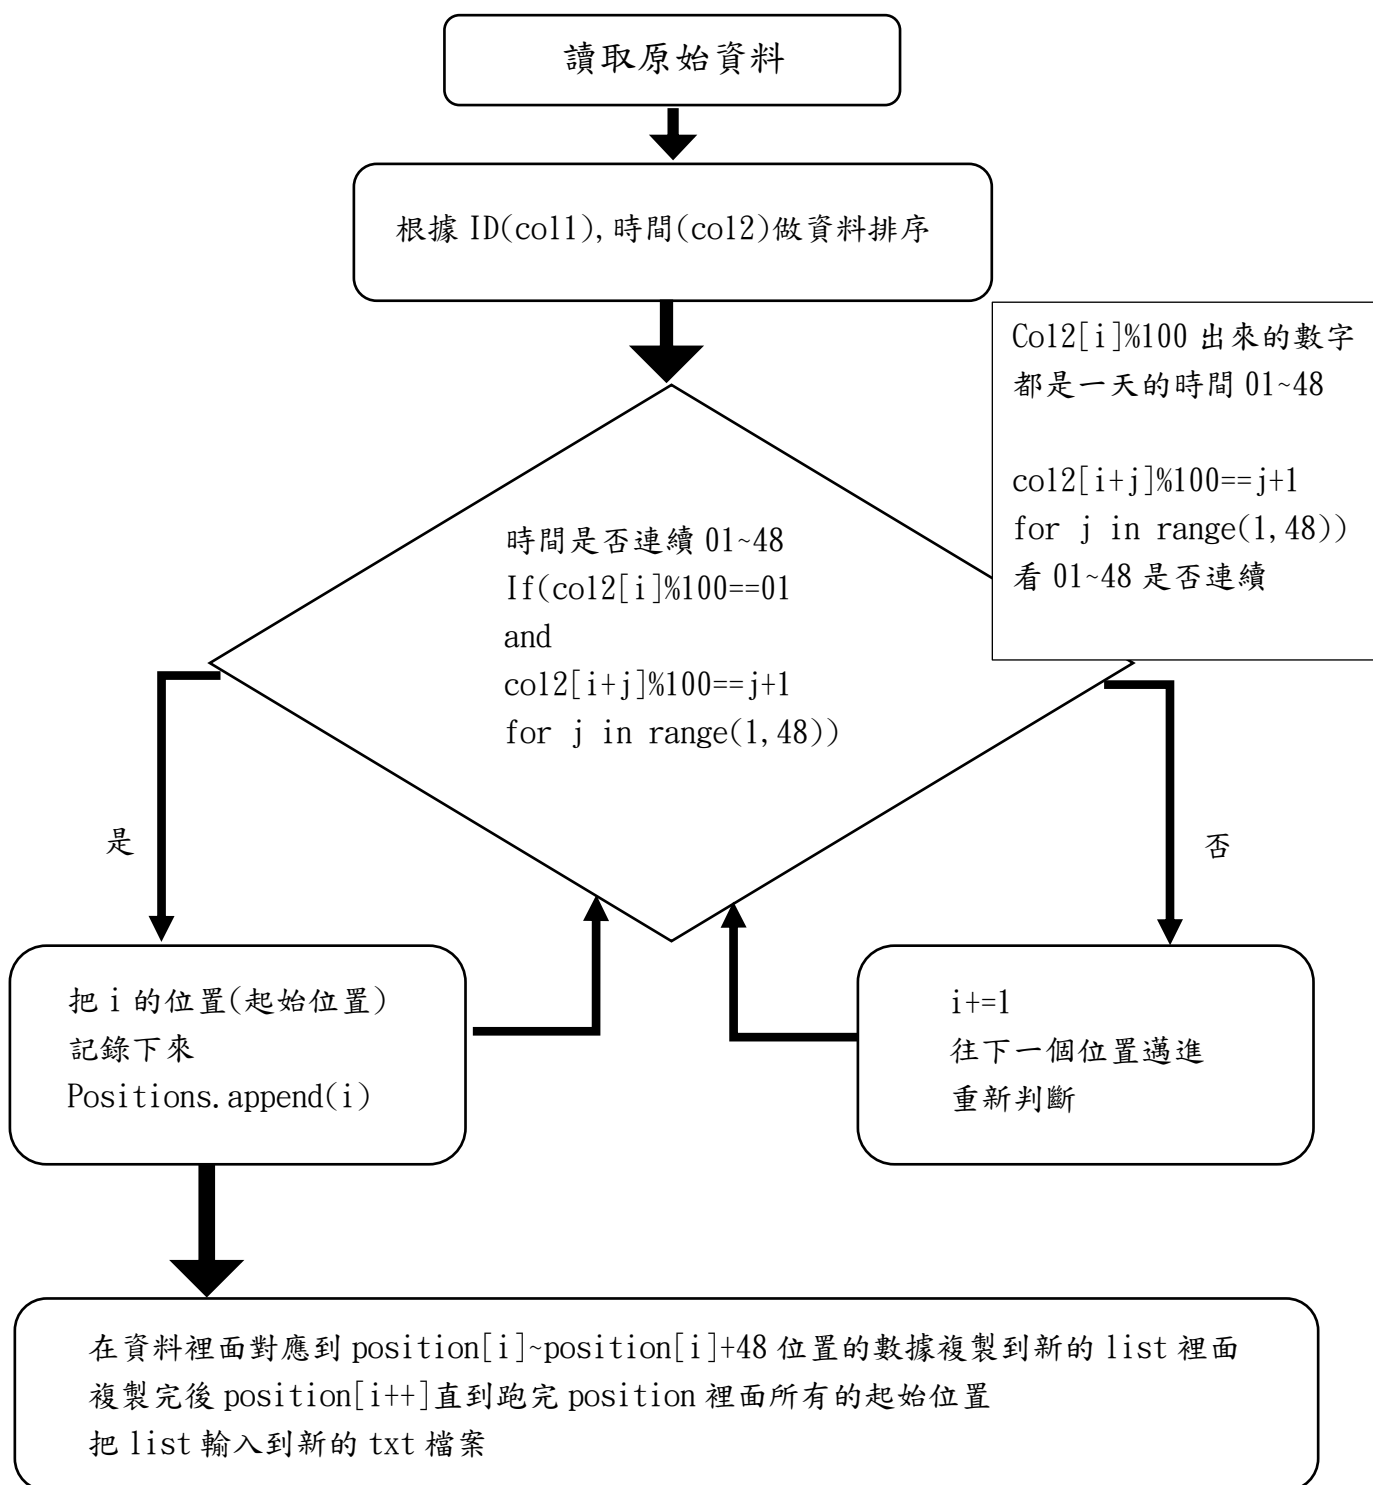 讀取原始資料
根據 ID(col1),時間(col2)做資料排序
Col2[i]%100 出來的數字
都是一天的時間 01~48
col2[i+j]%100==j+1
for j in range(1,48))
看 01~48 是否連續
時間是否連續 01~48
If(col2[i]%100==01
and
col2[i+j]%100==j+1
for j in range(1,48))
是
否
把 i 的位置(起始位置)
記錄下來
Positions.append(i)
i+=1
往下一個位置邁進
重新判斷
在資料裡面對應到 position[i]~position[i]+48 位置的數據複製到新的 list 裡面
複製完後 position[i++]直到跑完 position 裡面所有的起始位置
把 list 輸入到新的 txt 檔案